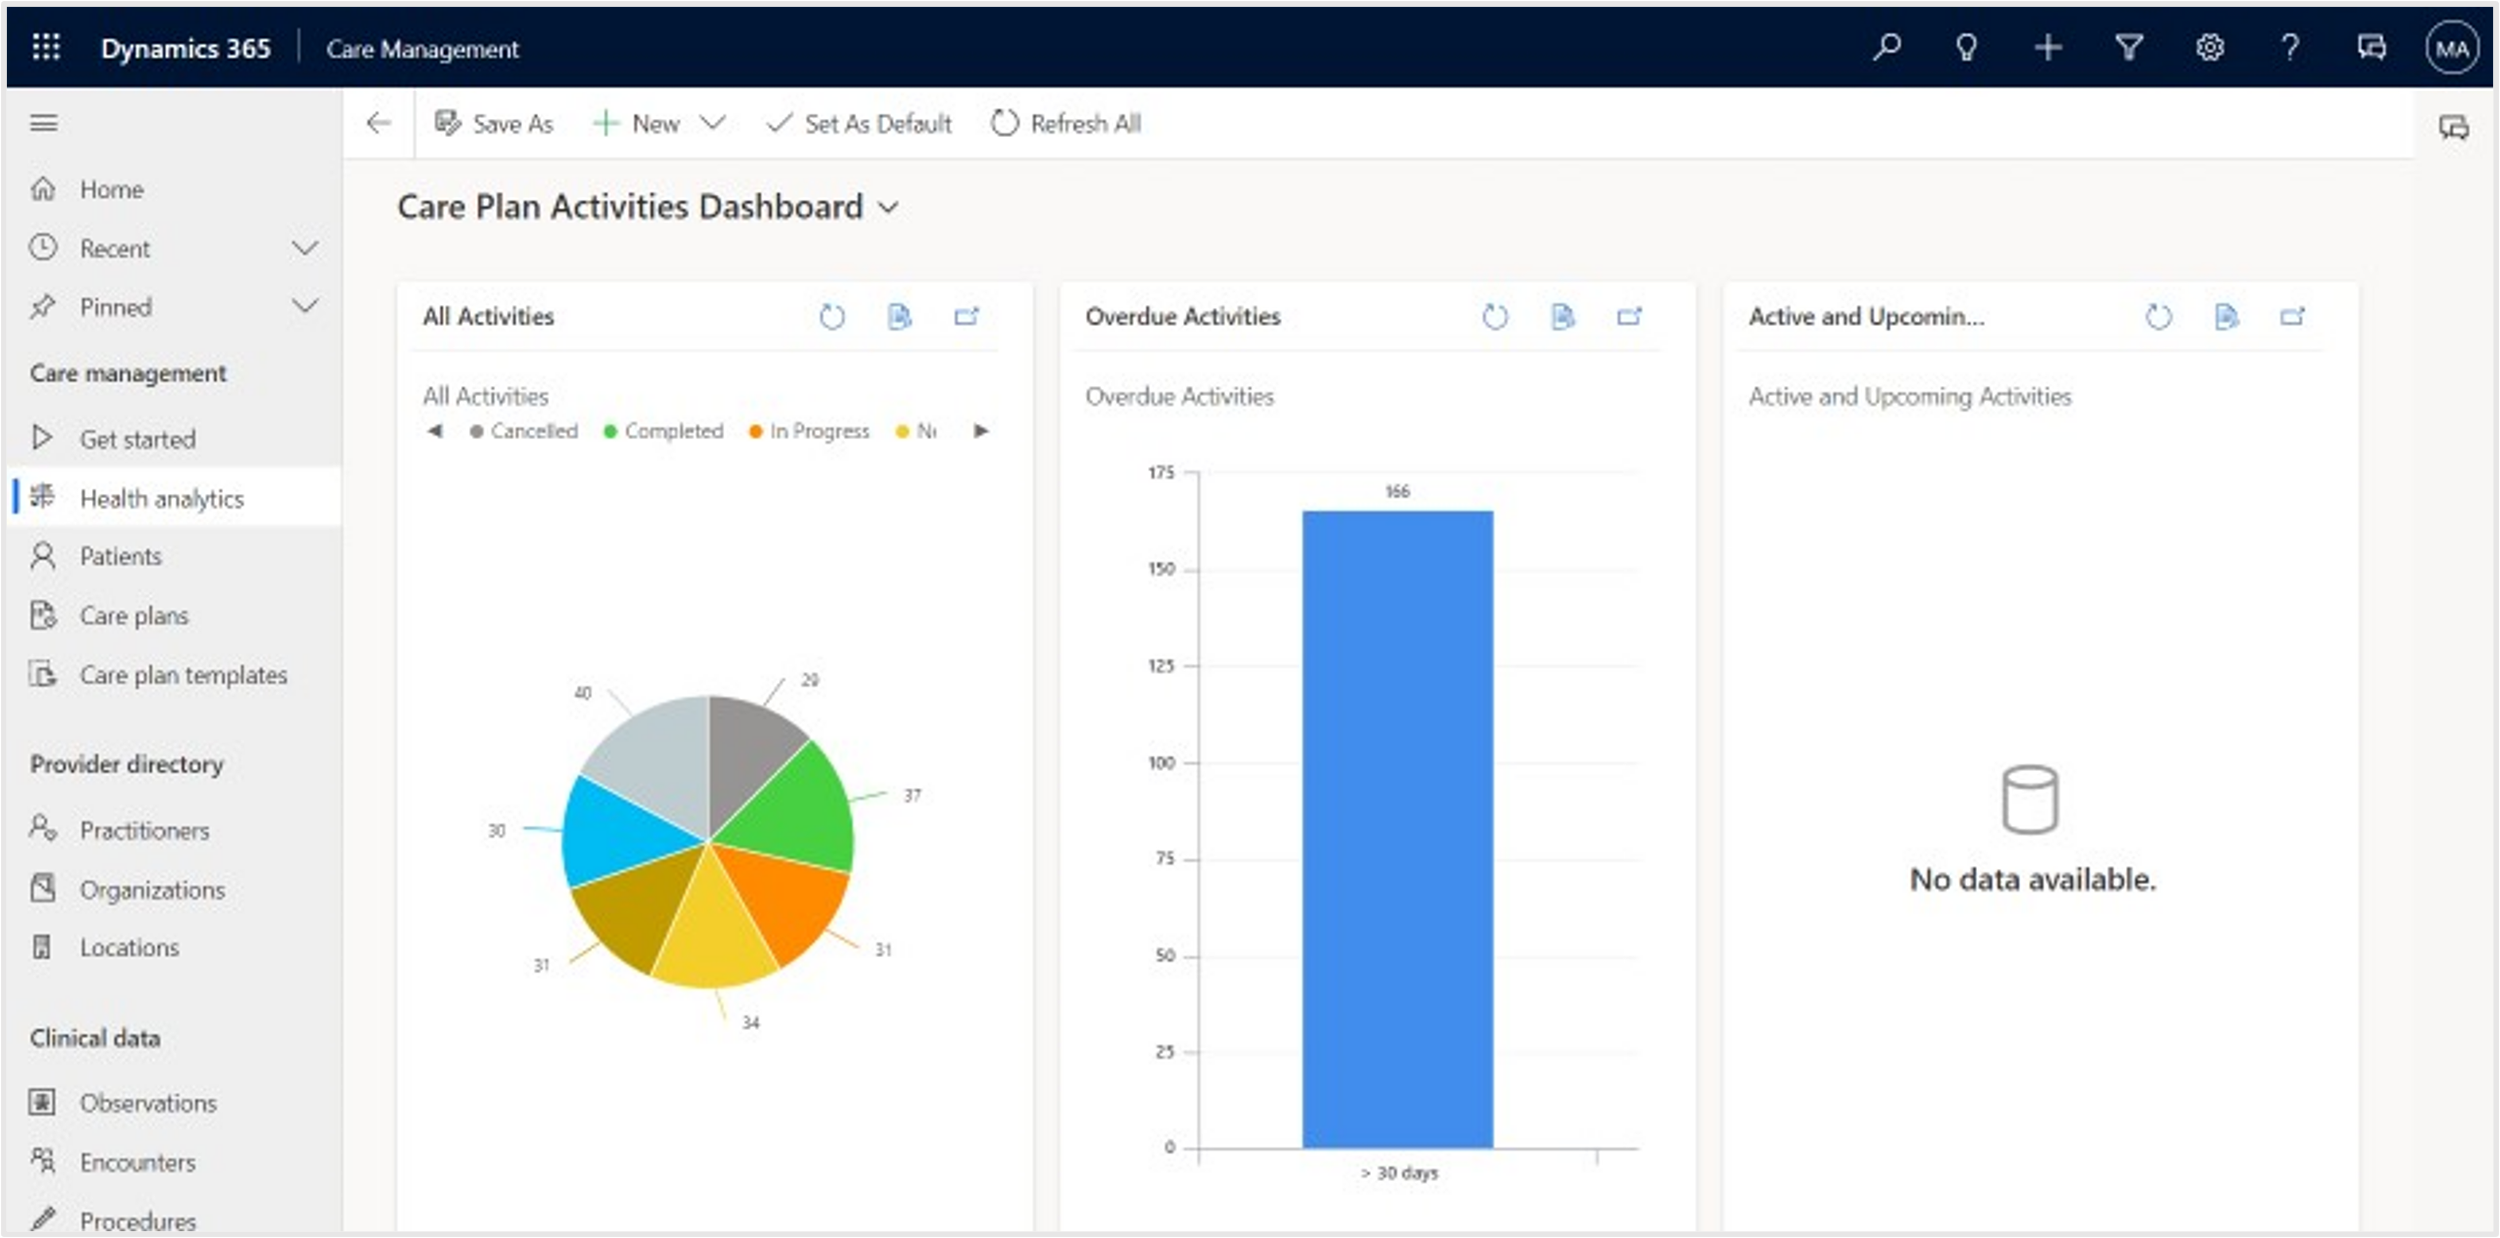 Dynamics 365 Care Management MA
Save As New Set As Default Refresh All
Home
Recent
Pinned
Care management
Get started
Health analytics
Patients
Care plans
Care plan templates
Provider directory
Practitioners
Organizations
Locations
Clinical data
Observations
Encounters
Procedures
Care Plan Activities Dashboard
All Activities
All Activities
Cancelled Completed In Progress
29
37
31
34
31
30
40
Overdue Activities
Overdue Activities
175
166
150
125
100
75
50
25
0
> 30 days
Active and Upcomin...
Active and Upcoming Activities
No data available.